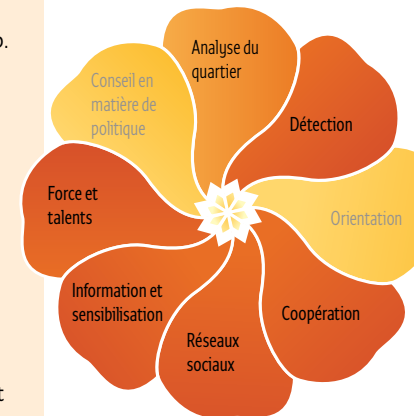 o.
Analyse du
quartier
Détection
Orientation
Coopération
Réseaux
sociaux
Information et
sensibilisation
Force et
talents
Conseil en
matière de
politique
t